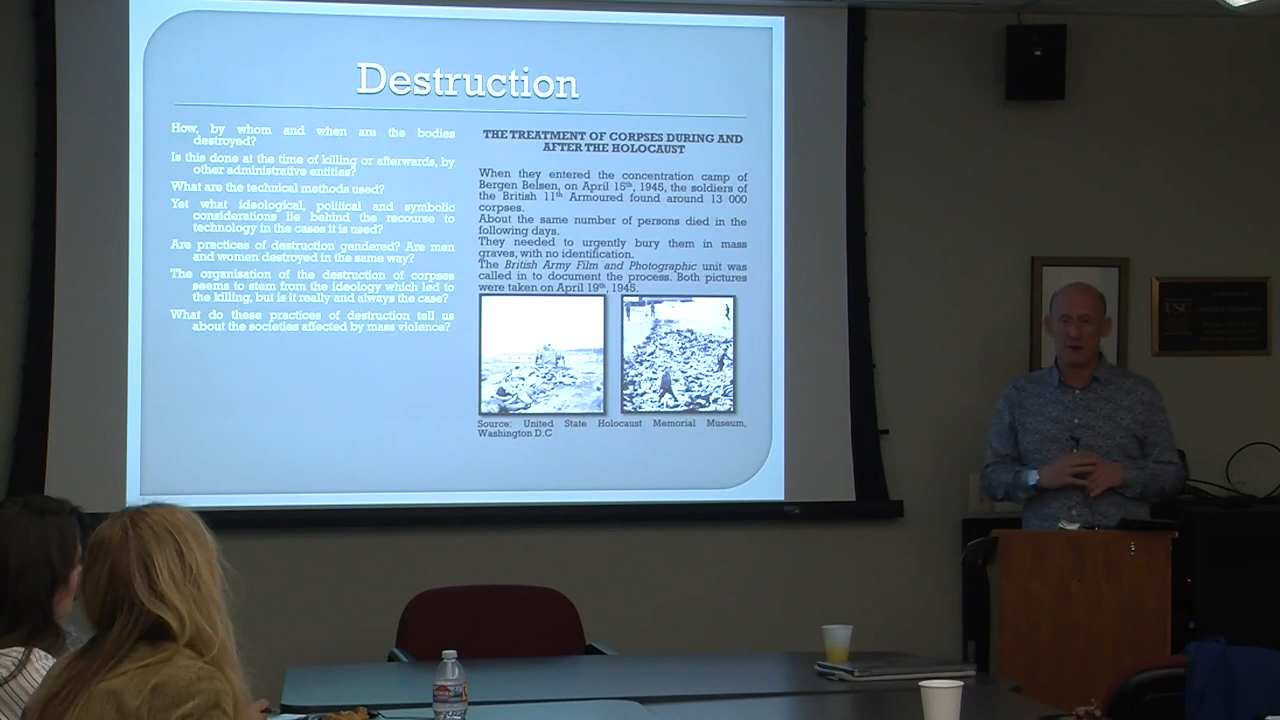 Destruction
How, by whom and when are the bodies
destroyed?
Is this done at the time of killing or afterwards, by
other administrative entities?
What are the technical methods used?
Yet what ideological, political and symbolic
considerations lie behind the recourse to
technology in the cases it is used?
Are practices of destruction gendered? Are men
and women destroyed in the same way?
The organisation of the destruction of corpses
seems to stem from the ideology which led to
the killing, but is it really and always the case?
What do these practices of destruction tell us
about the societies affected by mass violence?
THE TREATMENT OF CORPSES DURING AND
AFTER THE HOLOCAUST
When they entered the concentration camp of
Bergen Belsen, on April 15th, 1945, the soldiers of
the British 11th Armoured found around 13 000
corpses.
About the same number of persons died in the
following days.
They needed to urgently bury them in mass
graves, with no identification.
The British Army Film and Photographic unit was
called in to document the process. Both pictures
were taken on April 19th, 1945.
Source: United State Holocaust Memorial Museum,
Washington D.C
USC